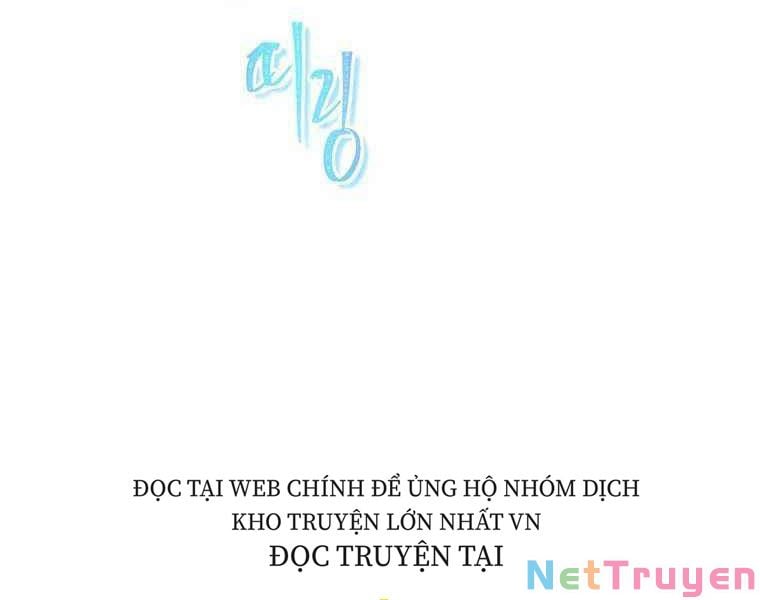 띠링
ĐỌC TẠI WEB CHÍNH ĐỂ ỦNG HỘ NHÓM DỊCH
KHO TRUYỆN LỚN NHẤT VN
ĐỌC TRUYỆN TẠI
NetTruyen